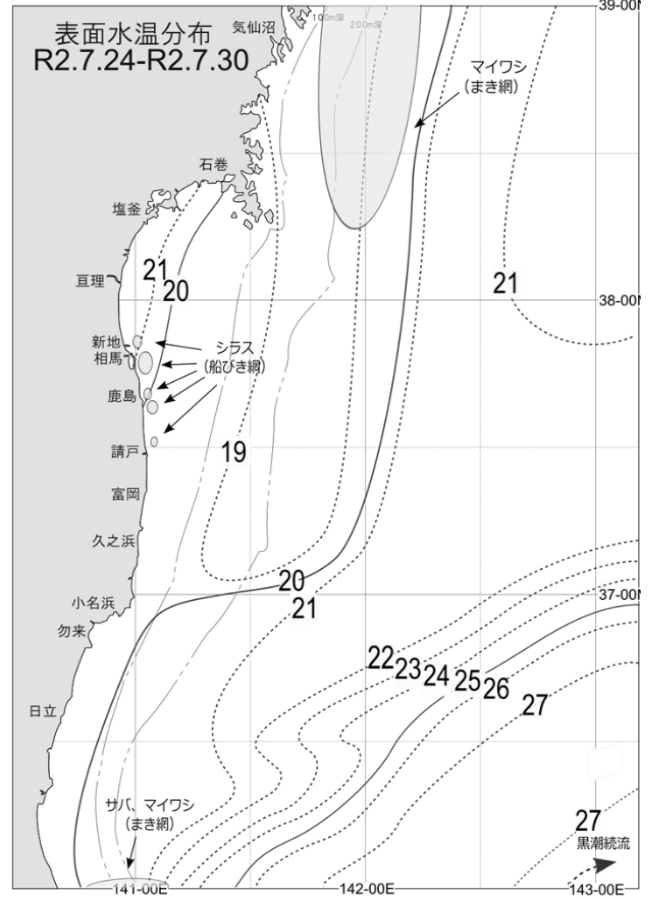 表面水温分布
R2.7.24-R2.7.30
気仙沼
100m深
200m深
39-00N
マイワシ
（まき網）
石巻
塩釜
21
20
亘理
21
38-00N
新地
相馬
シラス
（船びき網）
鹿島
19
請戸
富岡
久之浜
20
37-00N
小名浜
21
勿来
22
23
24
25
26
27
日立
サバ、マイワシ
（まき網）
27
黒潮続流
141-00E
142-00E
143-00E